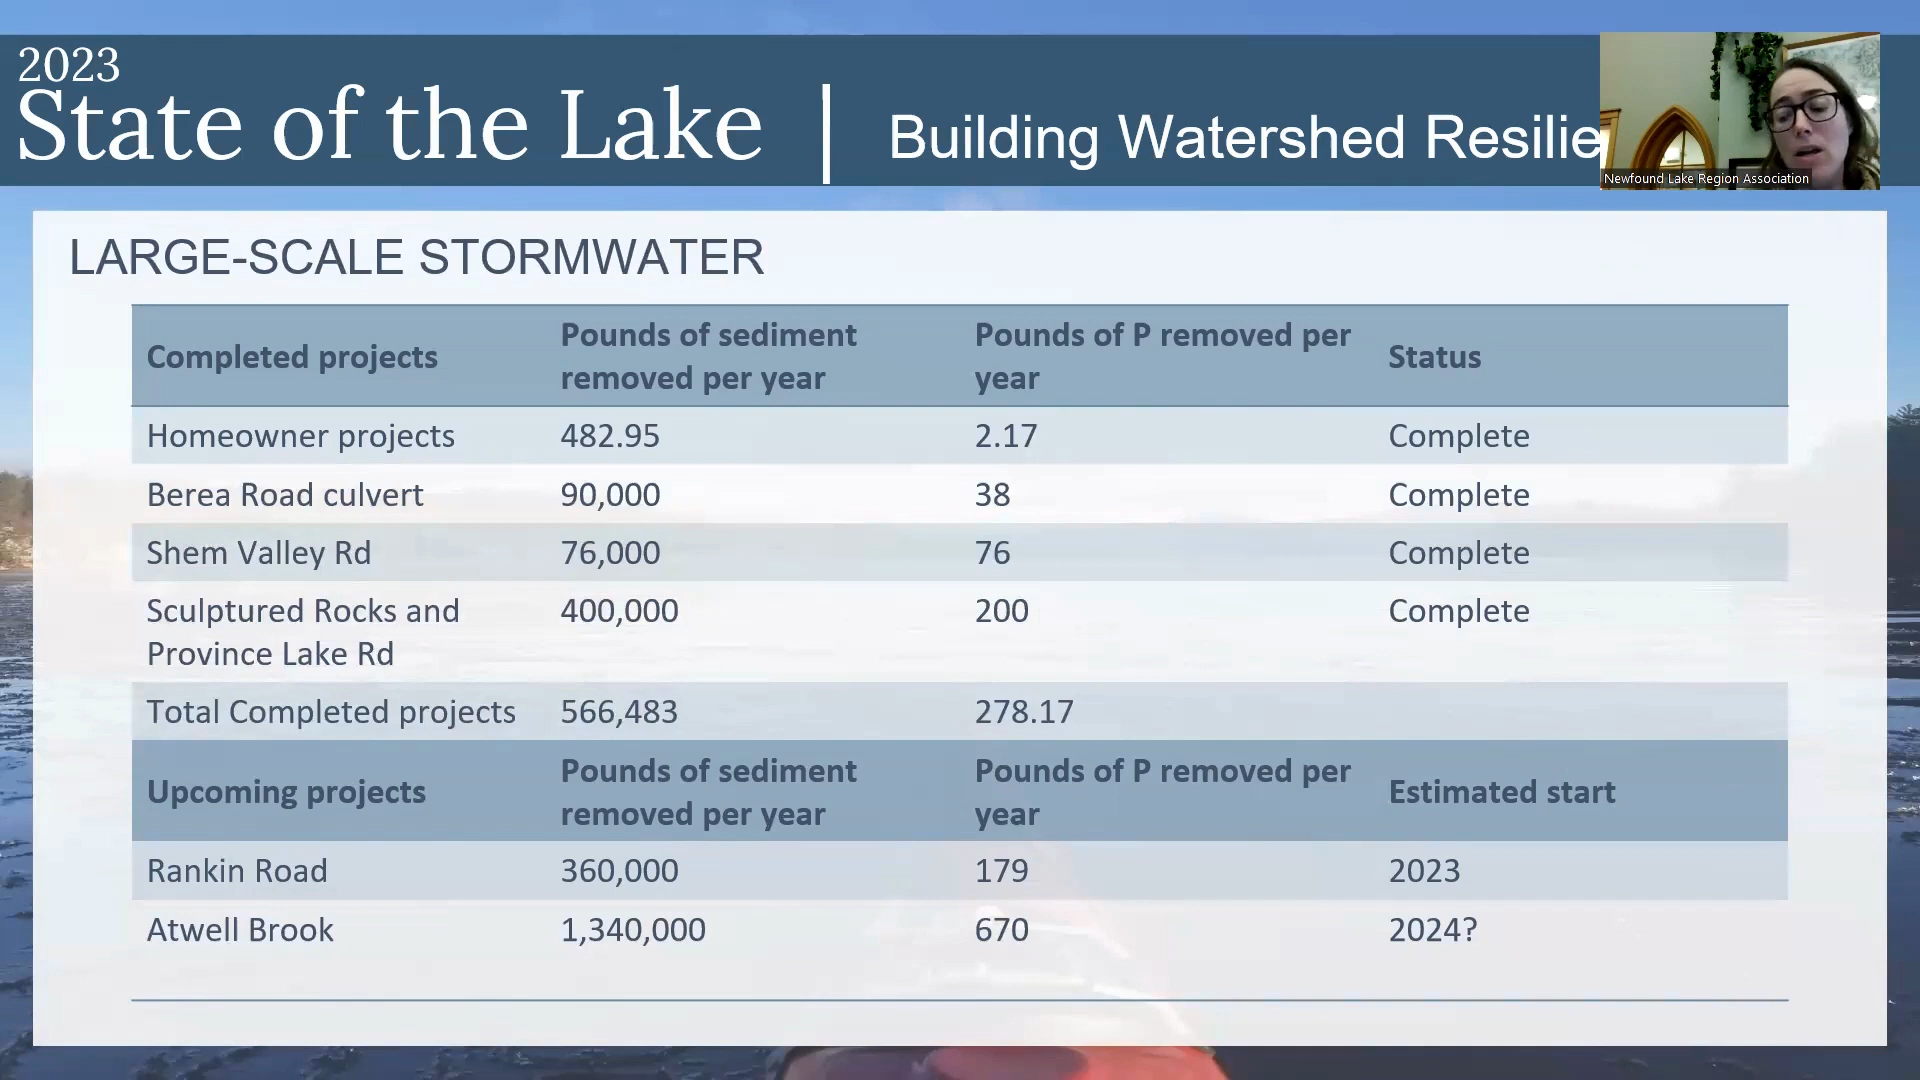 2023
State of the Lake | Building Watershed Resilie
Newfound Lake Region Association
LARGE-SCALE STORMWATER
Completed projects Pounds of sediment removed per year Pounds of P removed per year Status
Homeowner projects 482.95 2.17 Complete
Berea Road culvert 90,000 38 Complete
Shem Valley Rd 76,000 76 Complete
Sculptured Rocks and Province Lake Rd 400,000 200 Complete
Total Completed projects 566,483 278.17
Upcoming projects Pounds of sediment removed per year Pounds of P removed per year Estimated start
Rankin Road 360,000 179 2023
Atwell Brook 1,340,000 670 2024?